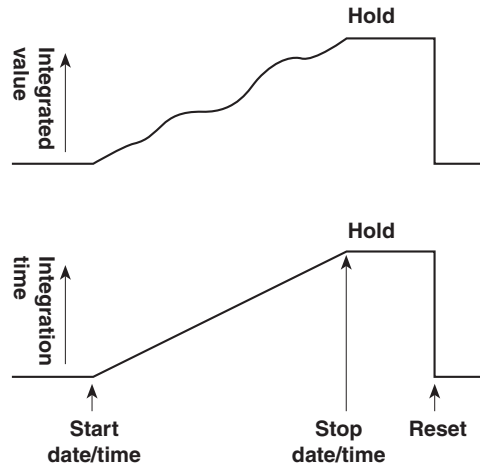 Hold
Integrated
value
Hold
Integration
time
Start
date/time
Stop
date/time
Reset